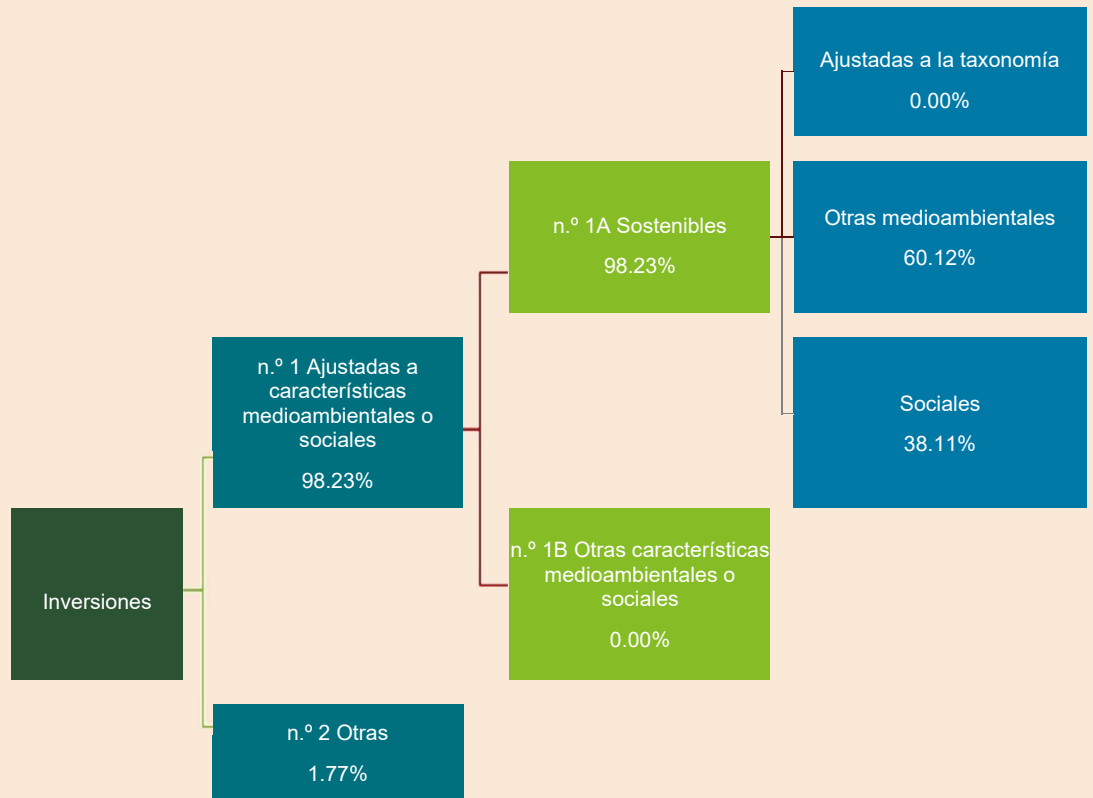 Ajustadas a la taxonomía
0.00%
n.º 1A Sostenibles
98.23%
Otras medioambientales
60.12%
n.º 1 Ajustadas a
características
medioambientales o
sociales
98.23%
Sociales
38.11%
Inversiones
n.º 1B Otras características
medioambientales o
sociales
0.00%
n.º 2 Otras
1.77%